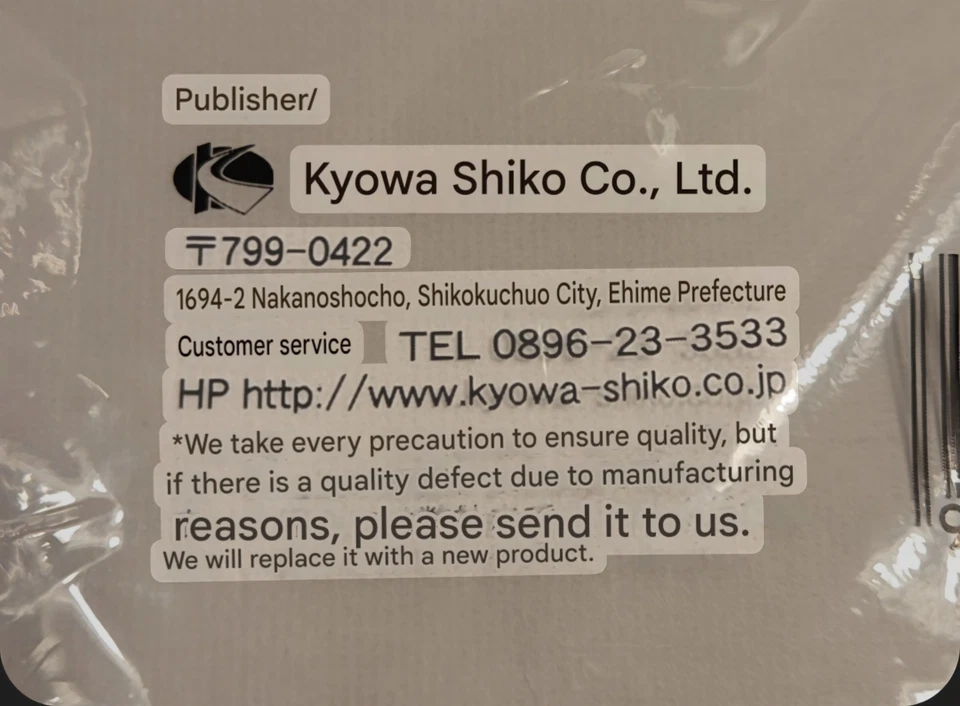 Publisher/
Kyowa Shiko Co., Ltd.
〒799-0422
1694-2 Nakanoshocho, Shikokuchuo City, Ehime Prefecture
Customer service TEL 0896-23-3533
HP http://www.kyowa-shiko.co.jp
*We take every precaution to ensure quality, but
if there is a quality defect due to manufacturing
reasons, please send it to us.
We will replace it with a new product.